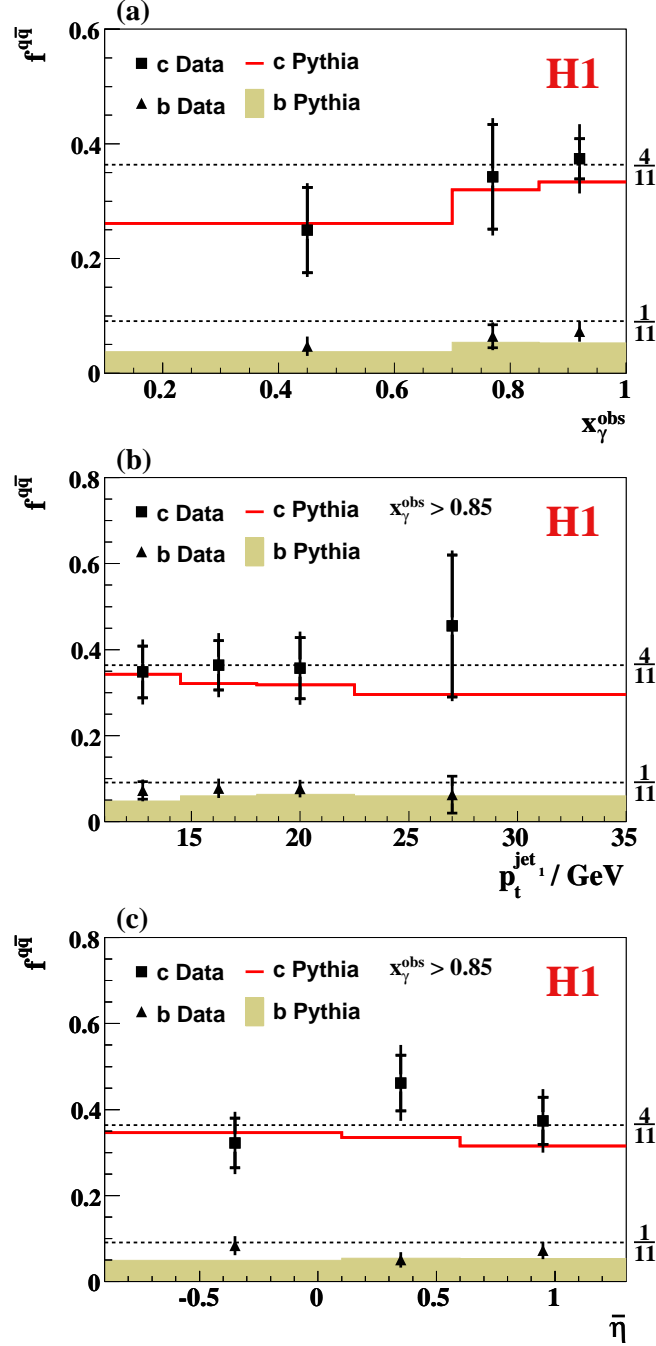 (a)
f^{qq̄}
0.6
0.4
0.2
0
c Data
c Pythia
b Data
b Pythia
H1
4/11
1/11
0.2 0.4 0.6 0.8 1
x_γ^{obs}
(b)
f^{qq̄}
0.8
0.6
0.4
0.2
0
c Data
c Pythia
x_γ^{obs} > 0.85
b Data
b Pythia
H1
4/11
1/11
15 20 25 30 35
p_t^{jet_1} / GeV
(c)
f^{qq̄}
0.8
0.6
0.4
0.2
0
c Data
c Pythia
x_γ^{obs} > 0.85
b Data
b Pythia
H1
4/11
1/11
-0.5 0 0.5 1
η̄